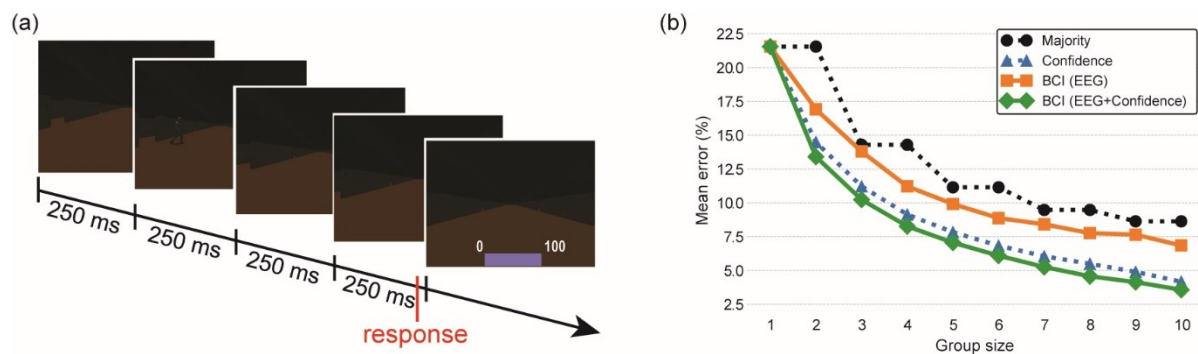 (a)
250 ms
250 ms
250 ms
250 ms
response
0 100
(b)
Mean error (%)
22.5
20.0
17.5
15.0
12.5
10.0
7.5
5.0
2.5
Majority
Confidence
BCI (EEG)
BCI (EEG+Confidence)
1 2 3 4 5 6 7 8 9 10
Group size